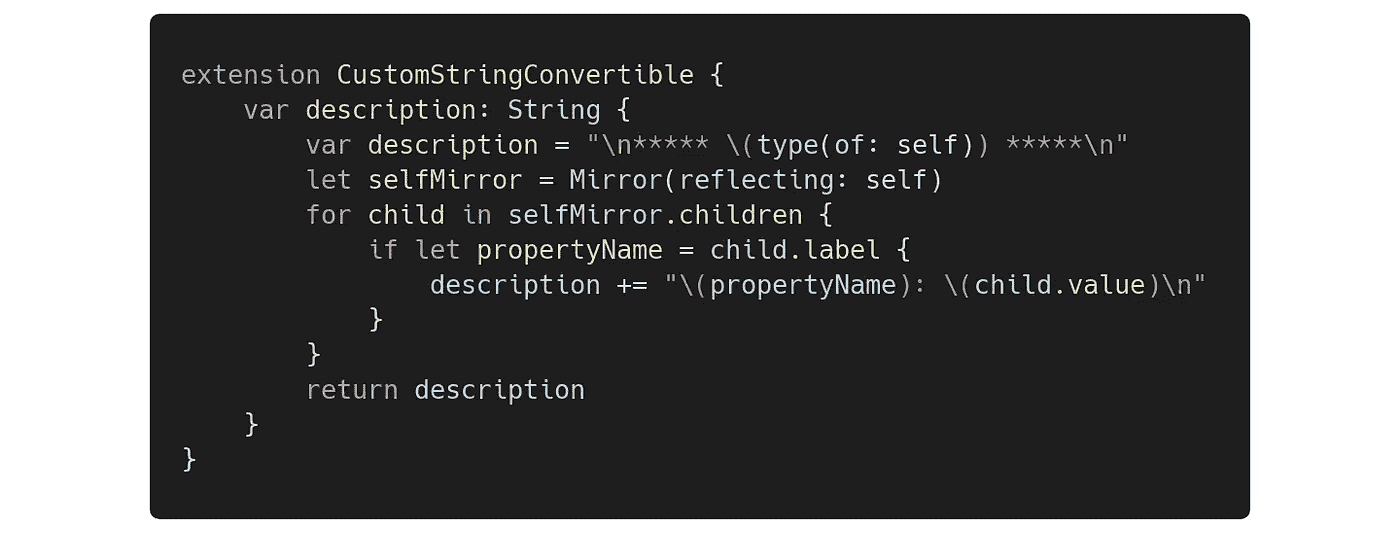 extension CustomStringConvertible {
    var description: String {
        var description = "\n***** \(type(of: self)) *****\n"
        let selfMirror = Mirror(reflecting: self)
        for child in selfMirror.children {
            if let propertyName = child.label {
                description += "\(propertyName): \(child.value)\n"
            }
        }
        return description
    }
}